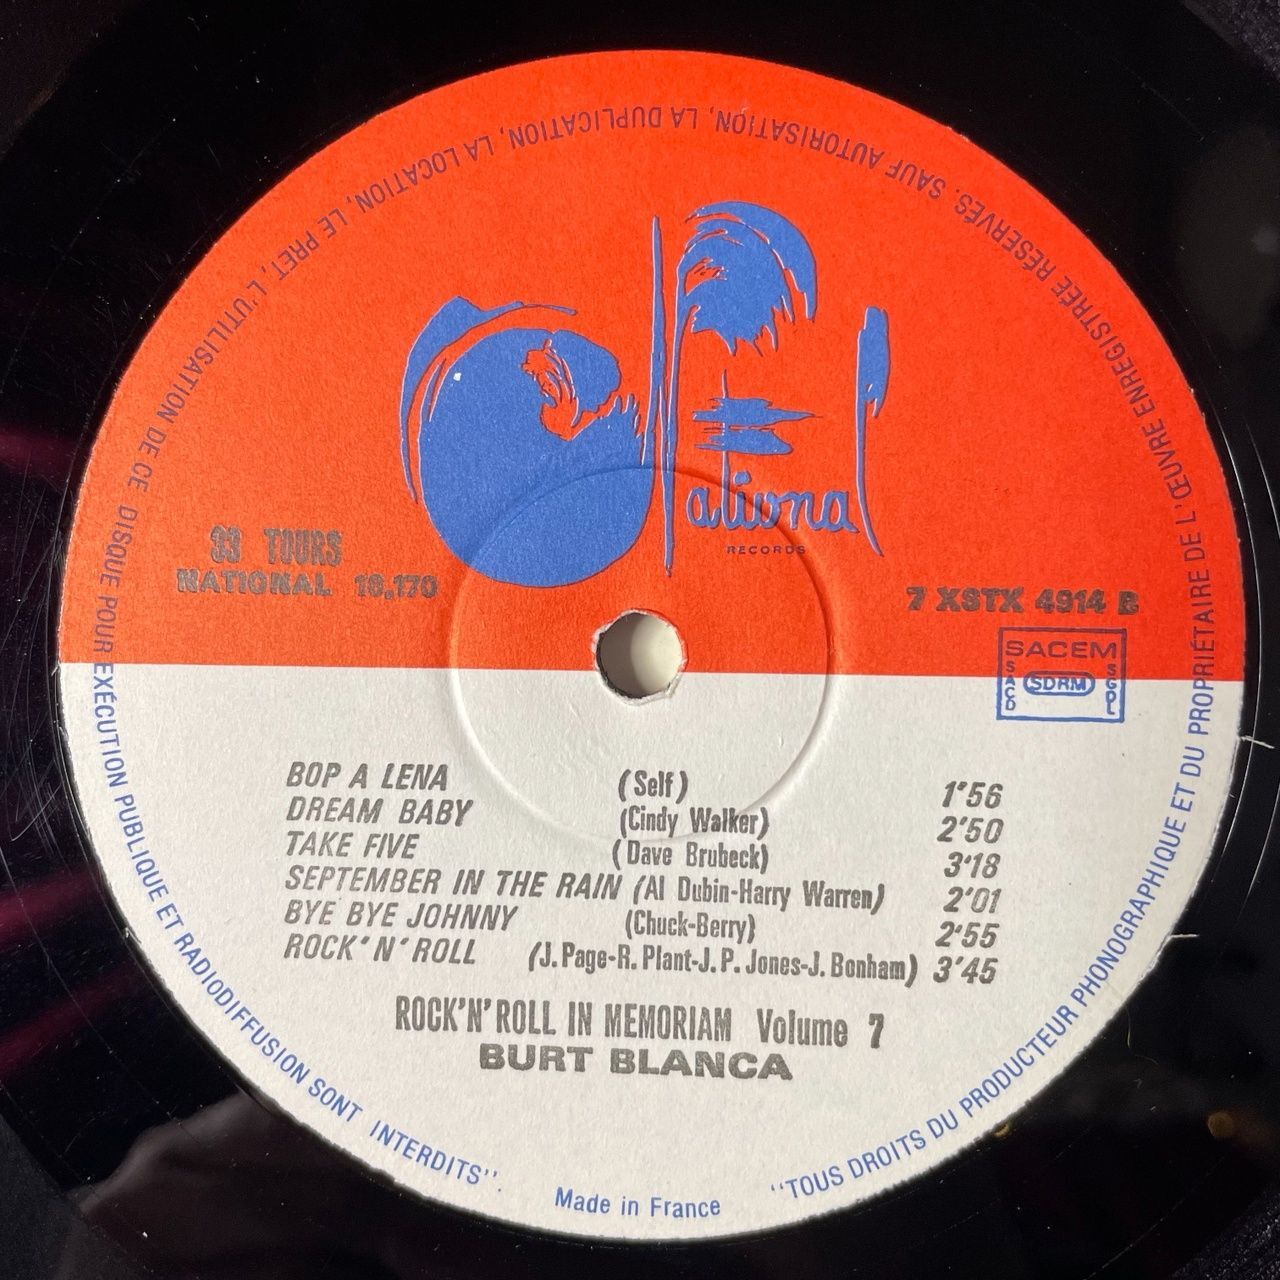 National
RECORDS
33 TOURS
NATIONAL 16.170
7 XSTX 4914 B
SACEM
SACD
SDRM
SGDL
BOP A LENA (Self) 1'56
DREAM BABY (Cindy Walker) 2'50
TAKE FIVE (Dave Brubeck) 3'18
SEPTEMBER IN THE RAIN (Al Dubin-Harry Warren) 2'01
BYE BYE JOHNNY (Chuck-Berry) 2'55
ROCK'N'ROLL (J. Page-R. Plant-J. P. Jones-J. Bonham) 3'45
ROCK'N'ROLL IN MEMORIAM Volume 7
BURT BLANCA
"TOUS DROITS DU PRODUCTEUR PHONOGRAPHIQUE ET DU PROPRIÉTAIRE DE L'ŒUVRE ENREGISTRÉE RÉSERVÉS. SAUF AUTORISATION, LA DUPLICATION, LA LOCATION, LE PRET, L'UTILISATION DE CE DISQUE POUR EXÉCUTION PUBLIQUE ET RADIODIFFUSION SONT INTERDITS".
Made in France